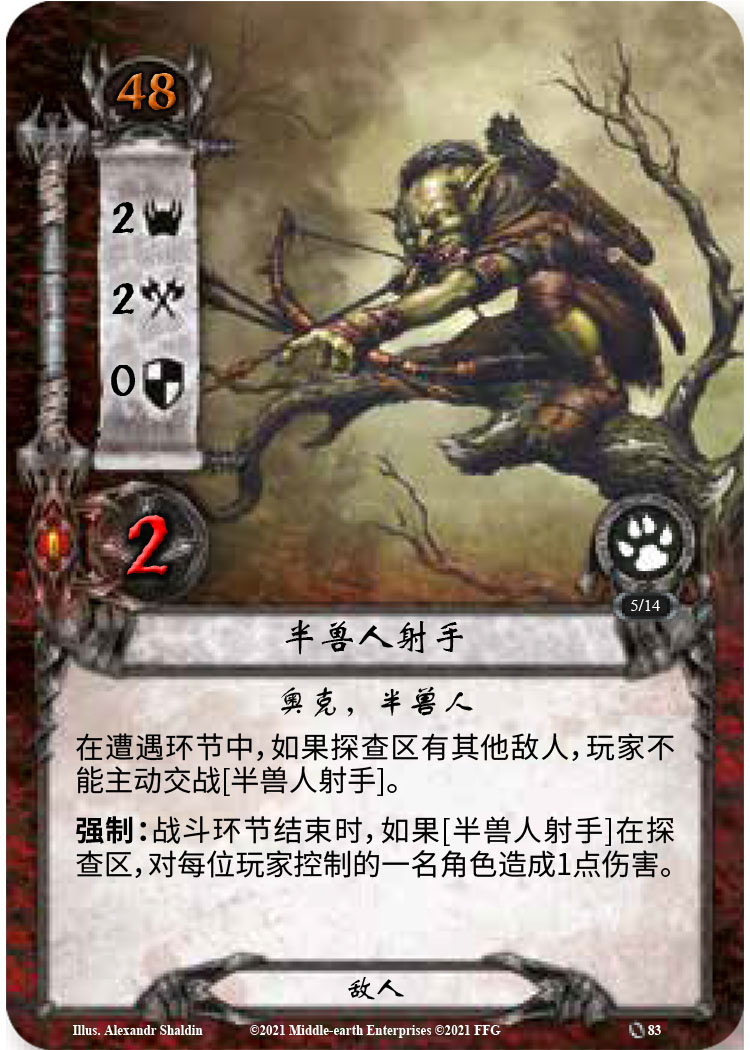 48
2
2
0
2
5/14
半兽人射手
奥克，半兽人
在遭遇环节中，如果探查区有其他敌人，玩家不
能主动交战[半兽人射手]。
强制：战斗环节结束时，如果[半兽人射手]在探
查区，对每位玩家控制的一名角色造成1点伤害。
敌人
Illus. Alexandr Shaldin ©2021 Middle-earth Enterprises ©2021 FFG 83